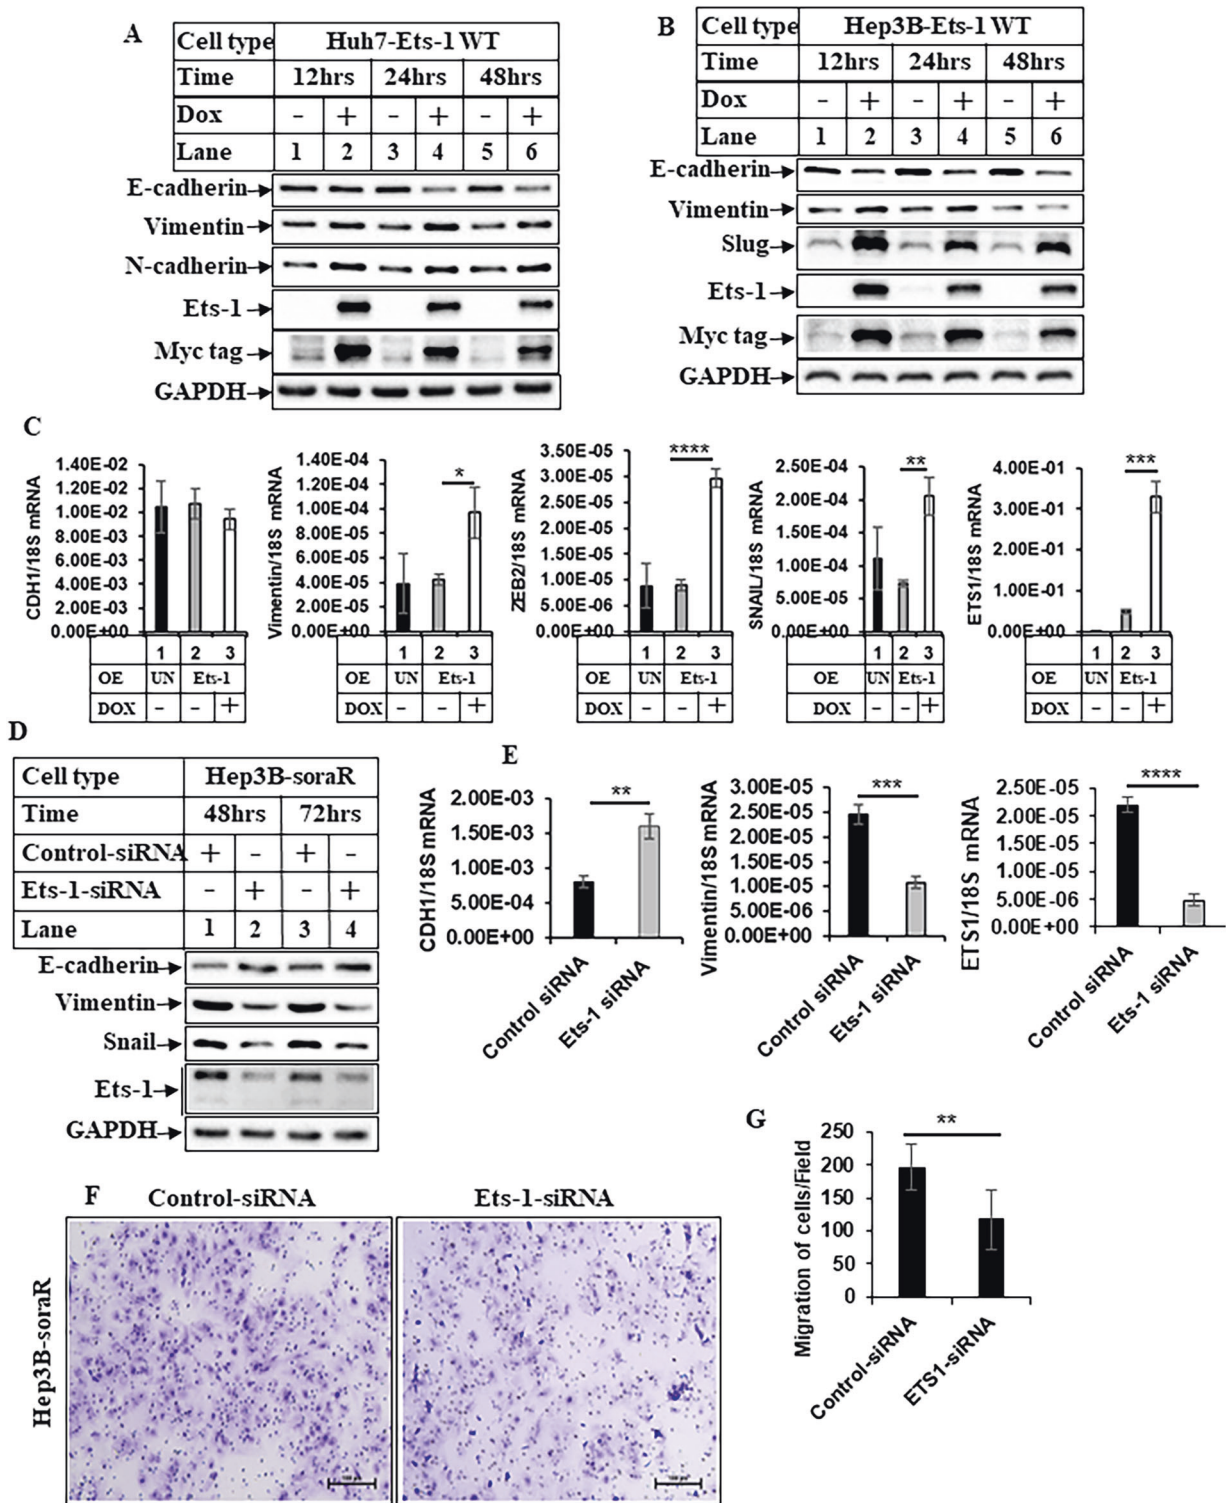 A
Cell type Huh7-Ets-1 WT
Time 12hrs 24hrs 48hrs
Dox - + - + - +
Lane 1 2 3 4 5 6
E-cadherin
Vimentin
N-cadherin
Ets-1
Myc tag
GAPDH
B
Cell type Hep3B-Ets-1 WT
Time 12hrs 24hrs 48hrs
Dox - + - + - +
Lane 1 2 3 4 5 6
E-cadherin
Vimentin
Slug
Ets-1
Myc tag
GAPDH
C
CDH1/18S mRNA
1.40E-02
1.20E-02
1.00E-02
8.00E-03
6.00E-03
4.00E-03
2.00E-03
0.00E+00
1 2 3
OE UN Ets-1
DOX - - +
Vimentin/18S mRNA
1.40E-04
1.20E-04
1.00E-04
8.00E-05
6.00E-05
4.00E-05
2.00E-05
0.00E+00
*
1 2 3
OE UN Ets-1
DOX - - +
ZEB2/18S mRNA
3.50E-05
3.00E-05
2.50E-05
2.00E-05
1.50E-05
1.00E-05
5.00E-06
0.00E+00
****
1 2 3
OE UN Ets-1
DOX - - +
SNAIL/18S mRNA
2.50E-04
2.00E-04
1.50E-04
1.00E-04
5.00E-05
0.00E+00
**
1 2 3
OE UN Ets-1
DOX - - +
ETS1/18S mRNA
4.00E-01
3.00E-01
2.00E-01
1.00E-01
0.00E+00
***
1 2 3
OE UN Ets-1
DOX - - +
D
Cell type Hep3B-soraR
Time 48hrs 72hrs
Control-siRNA + - + -
Ets-1-siRNA - + - +
Lane 1 2 3 4
E-cadherin
Vimentin
Snail
Ets-1
GAPDH
E
CDH1/18S mRNA
2.00E-03
1.50E-03
1.00E-03
5.00E-04
0.00E+00
**
Control siRNA
Ets-1 siRNA
Vimentin/18S mRNA
3.00E-05
2.50E-05
2.00E-05
1.50E-05
1.00E-05
5.00E-06
0.00E+00
***
Control siRNA
Ets-1 siRNA
ETS1/18S mRNA
2.50E-05
2.00E-05
1.50E-05
1.00E-05
5.00E-06
0.00E+00
****
Control siRNA
Ets-1 siRNA
F
Control-siRNA
Ets-1-siRNA
Hep3B-soraR
G
Migration of cells/Field
250
200
150
100
50
0
**
Control-siRNA
ETS1-siRNA